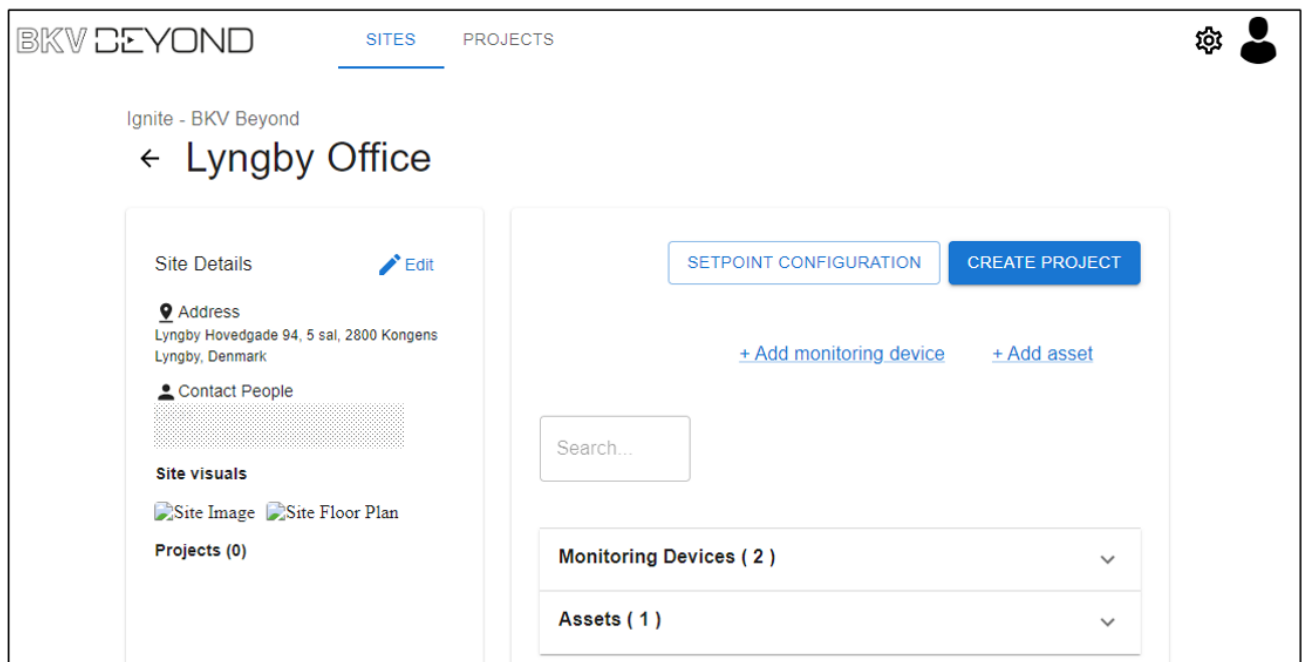 BKV BEYOND
SITES
PROJECTS
Ignite - BKV Beyond
Lyngby Office
Site Details
Edit
Address
Lyngby Hovedgade 94, 5 sal, 2800 Kongens
Lyngby, Denmark
Contact People
Site visuals
Site Image
Site Floor Plan
Projects (0)
SETPOINT CONFIGURATION
CREATE PROJECT
+ Add monitoring device
+ Add asset
Search...
Monitoring Devices ( 2 )
Assets ( 1 )